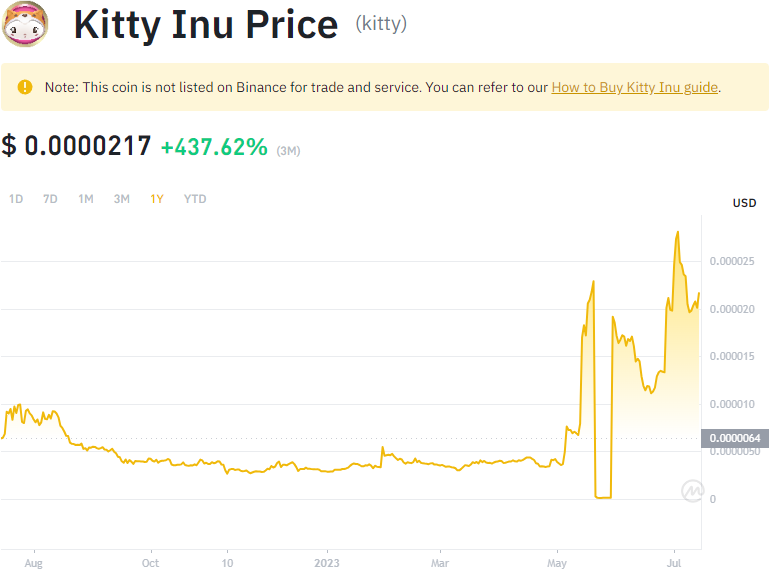 Kitty Inu Price (kitty)
Note: This coin is not listed on Binance for trade and service. You can refer to our How to Buy Kitty Inu guide.
$ 0.0000217 +437.62% (3M)
1D 7D 1M 3M 1Y YTD
USD
0.000025
0.000020
0.000015
0.000010
0.0000064
0.0000050
0
Aug Oct 10 2023 Mar May Jul